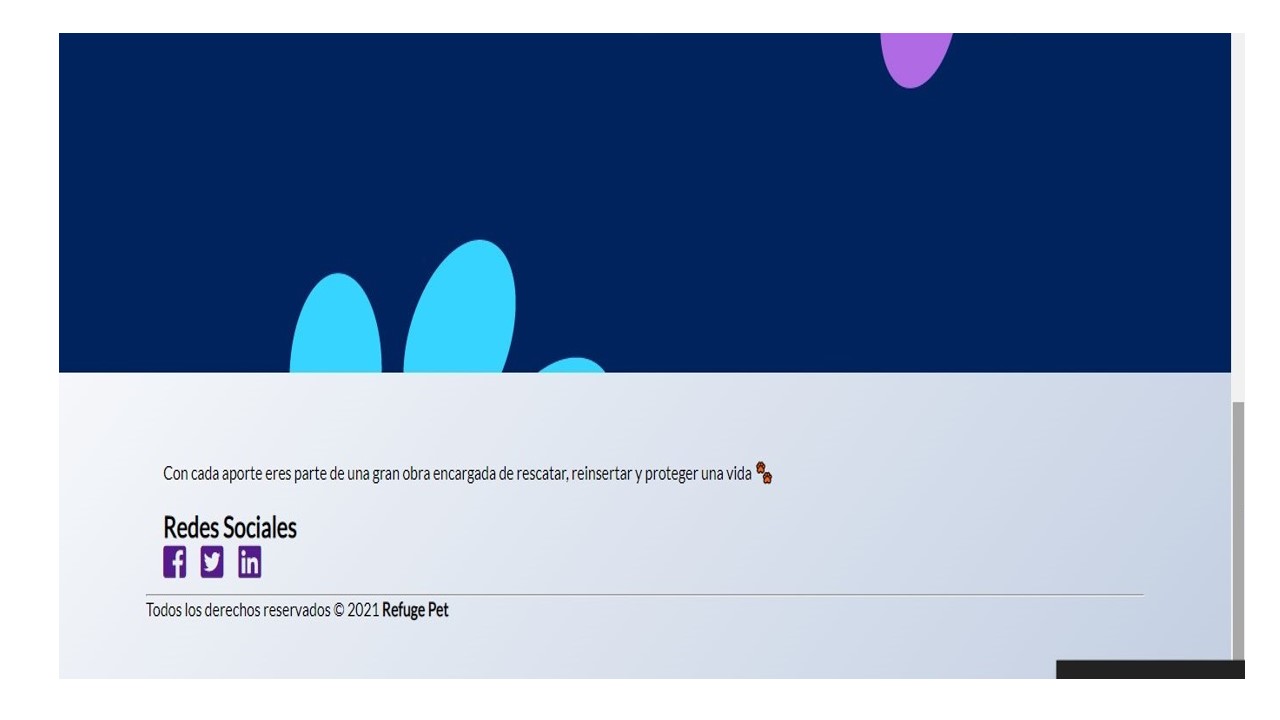 Con cada aporte eres parte de una gran obra encargada de rescatar, reinsertar y proteger una vida 🐾
Redes Sociales
Todos los derechos reservados © 2021 Refuge Pet